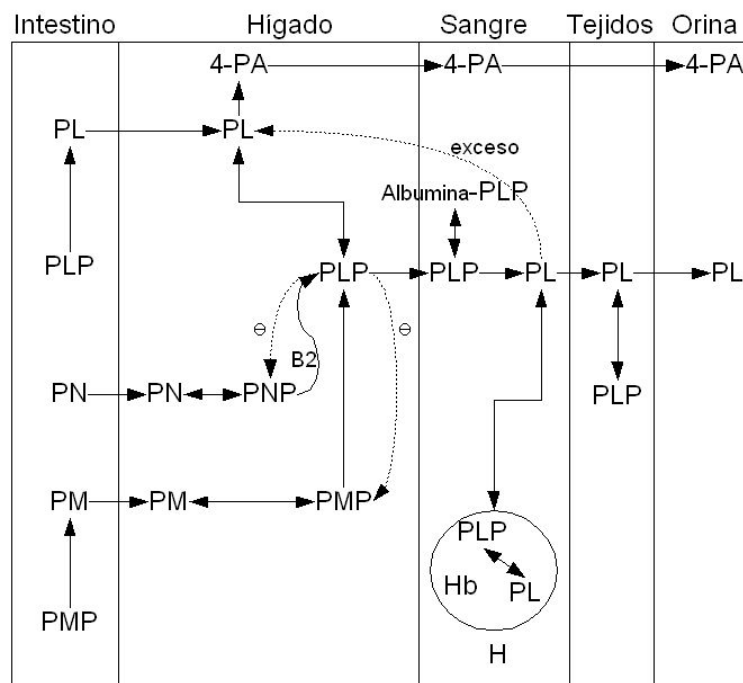 Intestino Hígado Sangre Tejidos Orina
4-PA 4-PA 4-PA
PL PL
exceso
Albumina-PLP
PLP PLP PLP PL PL PL
⊖ ⊖
B2
PN PN PNP PLP
PM PM PMP
PLP
Hb PL
PMP
H